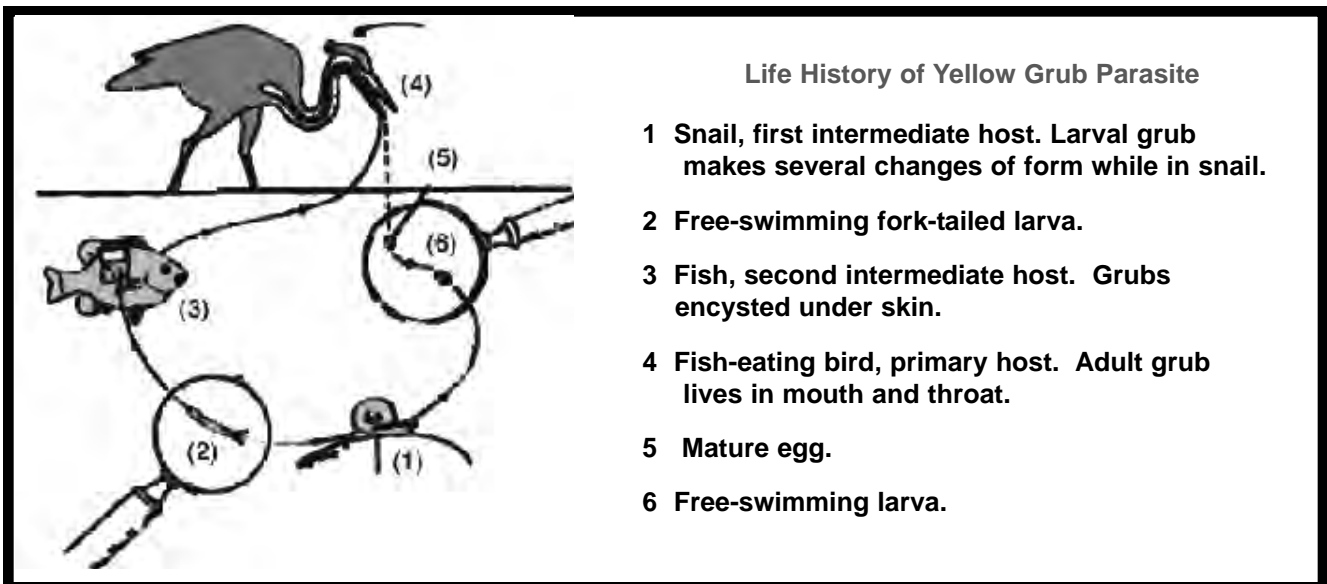 Life History of Yellow Grub Parasite
1 Snail, first intermediate host. Larval grub
makes several changes of form while in snail.
2 Free-swimming fork-tailed larva.
3 Fish, second intermediate host. Grubs
encysted under skin.
4 Fish-eating bird, primary host. Adult grub
lives in mouth and throat.
5 Mature egg.
6 Free-swimming larva.
(4)
(5)
(6)
(3)
(2)
(1)